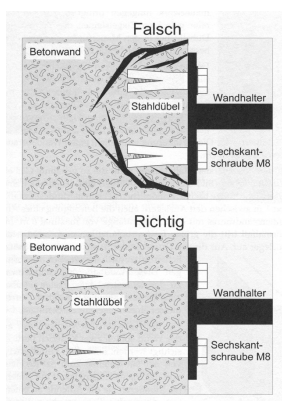 Falsch
Betonwand
Stahldübel
Wandhalter
Sechskant-
schraube M8
Richtig
Betonwand
Stahldübel
Wandhalter
Sechskant-
schraube M8